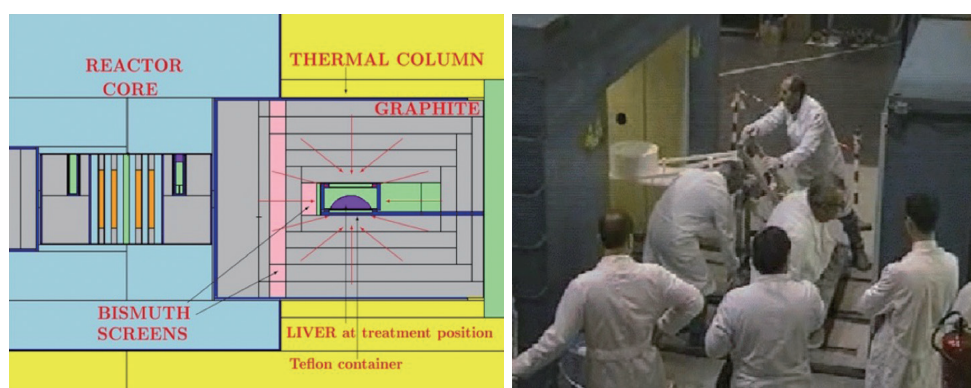 REACTOR
CORE
THERMAL COLUMN
GRAPHITE
BISMUTH
SCREENS
LIVER at treatment position
Teflon container